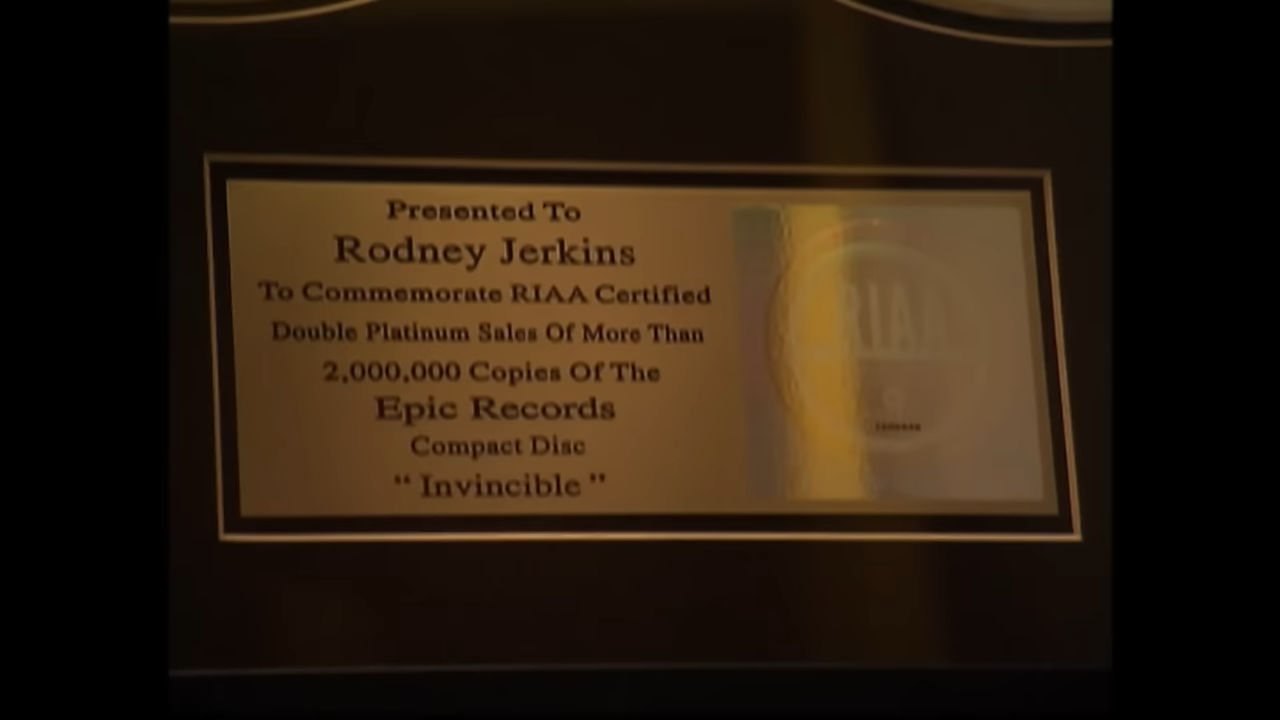 Presented To
Rodney Jerkins
To Commemorate RIAA Certified
Double Platinum Sales Of More Than
2,000,000 Copies Of The
Epic Records
Compact Disc
“ Invincible ”
RIAA